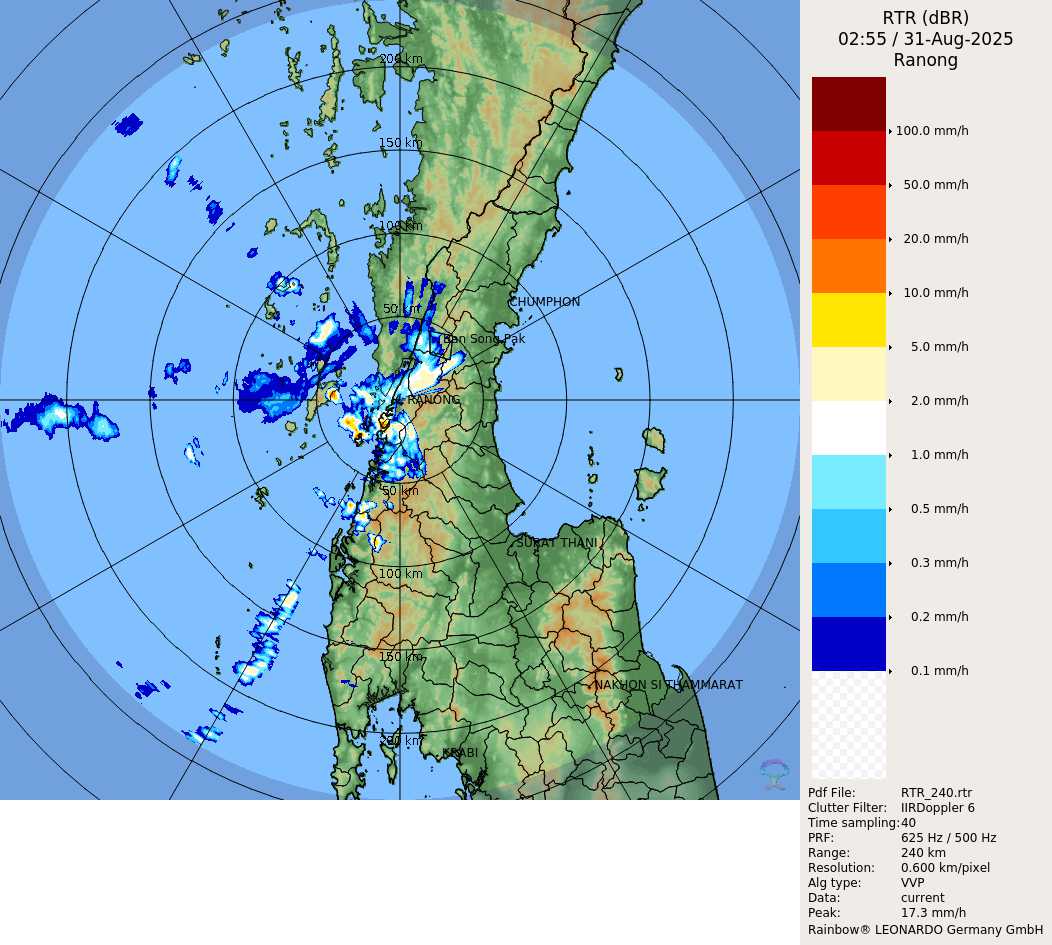 RTR (dBR)
02:55 / 31-Aug-2025
Ranong
100.0 mm/h
50.0 mm/h
20.0 mm/h
10.0 mm/h
5.0 mm/h
2.0 mm/h
1.0 mm/h
0.5 mm/h
0.3 mm/h
0.2 mm/h
0.1 mm/h
Pdf File: RTR_240.rtr
Clutter Filter: IIRDoppler 6
Time sampling:40
PRF: 625 Hz / 500 Hz
Range: 240 km
Resolution: 0.600 km/pixel
Alg type: VVP
Data: current
Peak: 17.3 mm/h
Rainbow® LEONARDO Germany GmbH
200 km
150 km
100 km
CHUMPHON
50 km
Ban Song Pak
RANONG
50 km
SURAT THANI
100 km
150 km
NAKHON SI THAMMARAT
200 km
KRABI